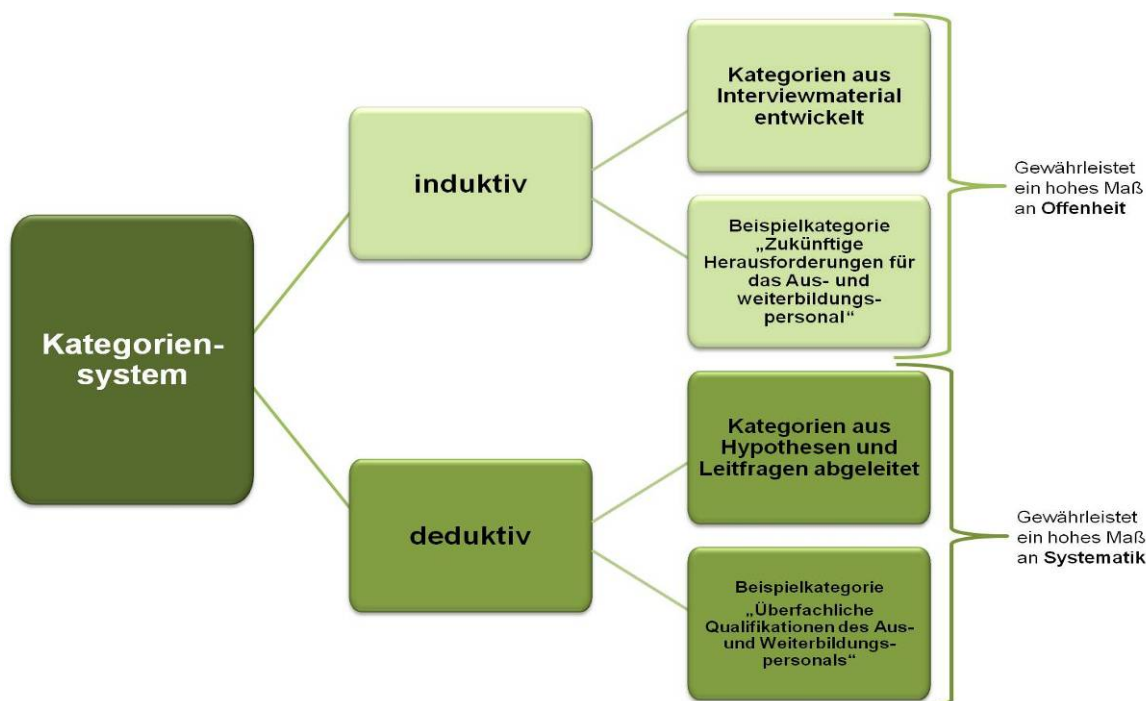 Kategorien-
system
induktiv
Kategorien aus
Interviewmaterial
entwickelt
Beispielkategorie
„Zukünftige
Herausforderungen für
das Aus- und
weiterbildungs-
personal“
Gewährleistet
ein hohes Maß
an Offenheit
deduktiv
Kategorien aus
Hypothesen und
Leitfragen abgeleitet
Beispielkategorie
„Überfachliche
Qualifikationen des Aus-
und Weiterbildungs-
personals“
Gewährleistet
ein hohes Maß
an Systematik